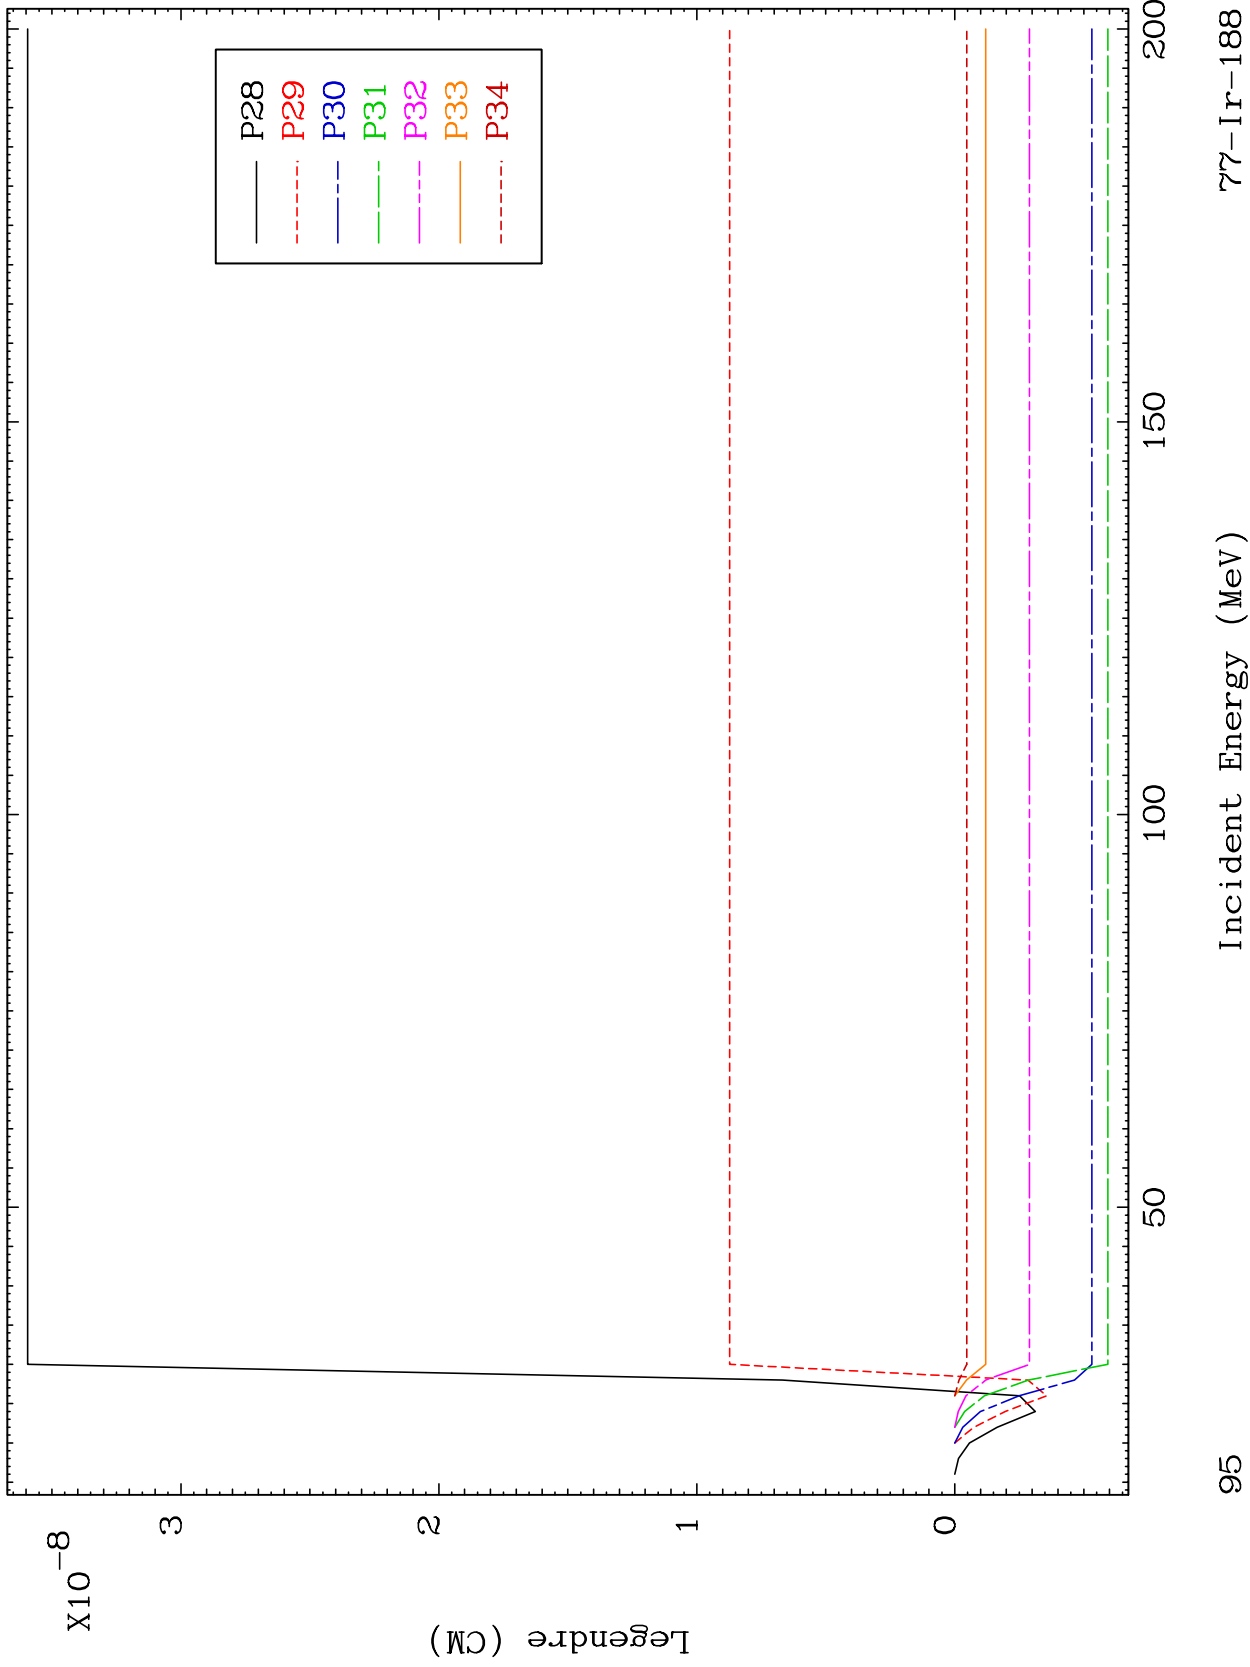 X10-8
3
2
1
0
Legendre (CM)
P28
P29
P30
P31
P32
P33
P34
50
100
150
200
Incident Energy (MeV)
95
77-Ir-188